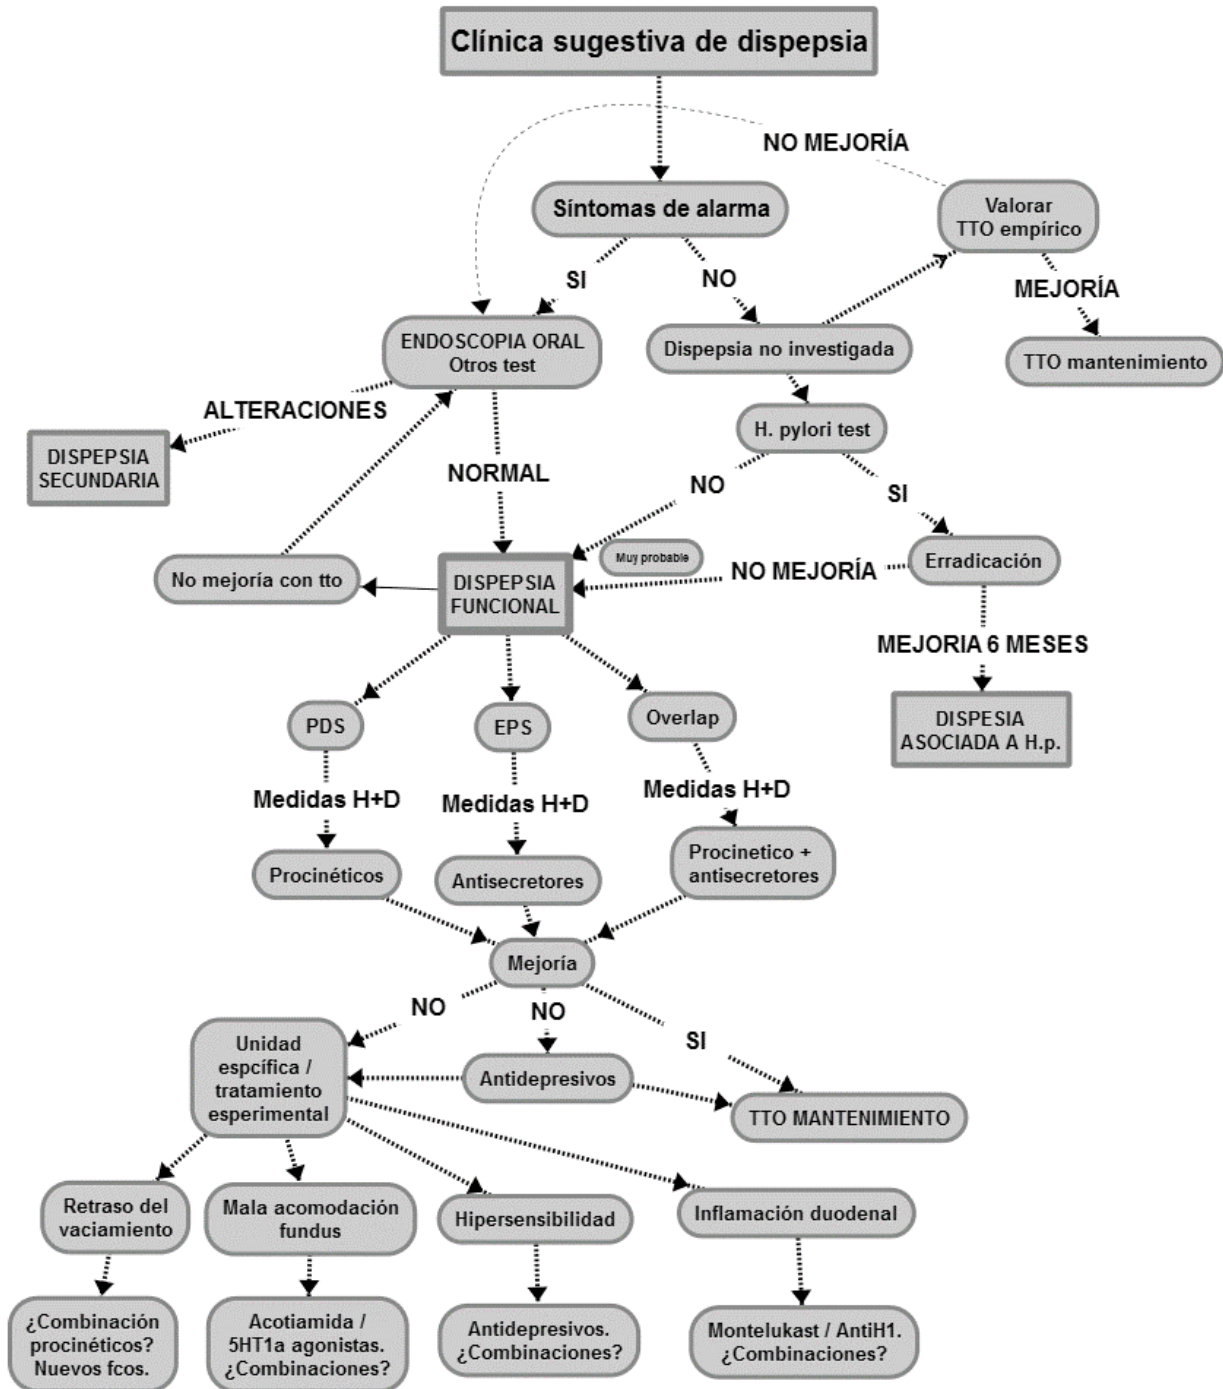 Clínica sugestiva de dispepsia
NO MEJORÍA
Síntomas de alarma
Valorar
TTO empírico
SI
NO
MEJORÍA
ENDOSCOPIA ORAL
Otros test
Dispepsia no investigada
TTO mantenimiento
ALTERACIONES
H. pylori test
DISPEPSIA
SECUNDARIA
NORMAL
NO
SI
Muy probable
No mejoría con tto
DISPEPSIA
FUNCIONAL
NO MEJORÍA
Erradicación
MEJORIA 6 MESES
PDS
EPS
Overlap
DISPESIA
ASOCIADA A H.p.
Medidas H+D
Medidas H+D
Medidas H+D
Procinéticos
Antisecretores
Procinetico +
antisecretores
Mejoría
NO
NO
SI
Unidad
espcífica /
tratamiento
esperimental
Antidepresivos
TTO MANTENIMIENTO
Retraso del
vaciamiento
Mala acomodación
fundus
Hipersensibilidad
Inflamación duodenal
¿Combinación
procinéticos?
Nuevos fcos.
Acotiamida /
5HT1a agonistas.
¿Combinaciones?
Antidepresivos.
¿Combinaciones?
Montelukast / AntiH1.
¿Combinaciones?